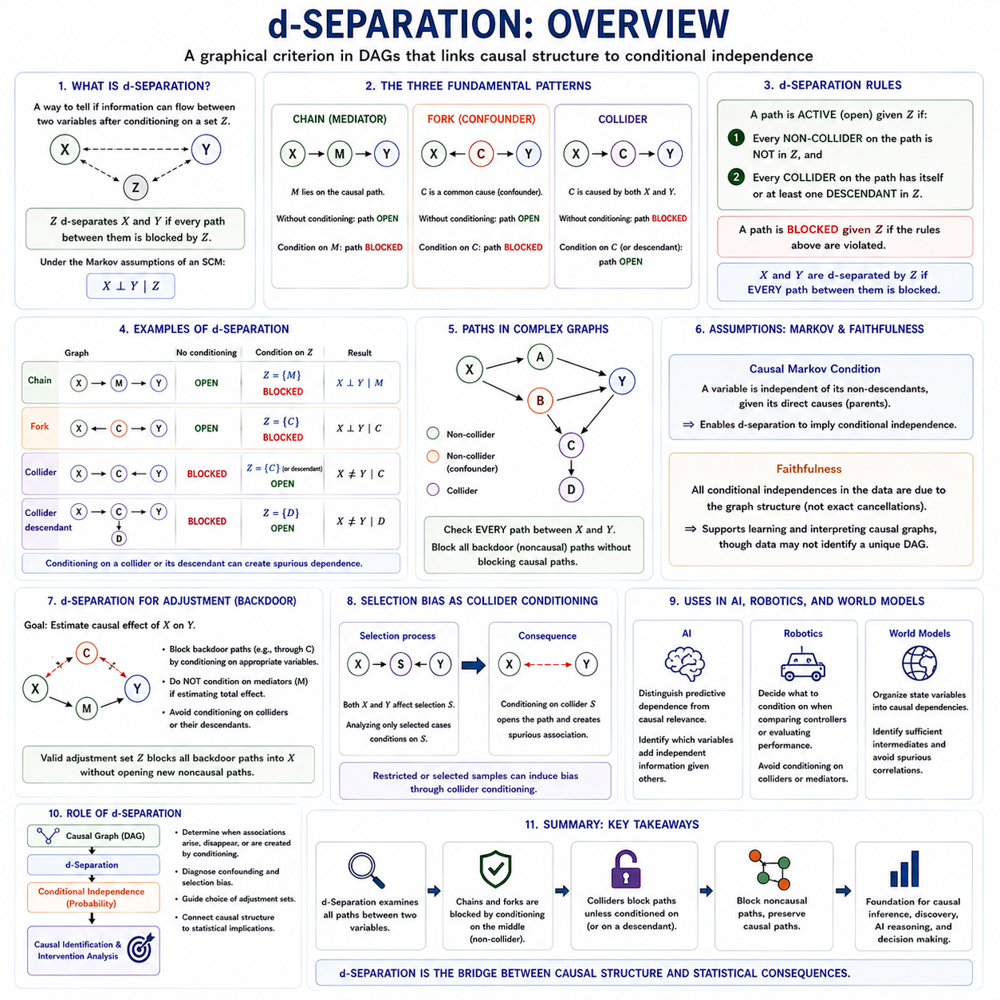 d-SEPARATION: OVERVIEW
A graphical criterion in DAGs that links causal structure to conditional independence
1. WHAT IS d-SEPARATION?
A way to tell if information can flow between
two variables after conditioning on a set Z.
X
Y
Z
Z d-separates X and Y if every path
between them is blocked by Z.
Under the Markov assumptions of an SCM:
X ⊥ Y | Z
2. THE THREE FUNDAMENTAL PATTERNS
CHAIN (MEDIATOR)
X → M → Y
M lies on the causal path.
Without conditioning: path OPEN
Condition on M: path BLOCKED
FORK (CONFOUNDER)
X ← C → Y
C is a common cause (confounder).
Without conditioning: path OPEN
Condition on C: path BLOCKED
COLLIDER
X → C → Y
C is caused by both X and Y.
Without conditioning: path BLOCKED
Condition on C (or descendant):
path OPEN
3. d-SEPARATION RULES
A path is ACTIVE (open) given Z if:
1 Every NON-COLLIDER on the path is
NOT in Z, and
2 Every COLLIDER on the path has itself
or at least one DESCENDANT in Z.
A path is BLOCKED given Z if the rules
above are violated.
X and Y are d-separated by Z if
EVERY path between them is blocked.
4. EXAMPLES OF d-SEPARATION
Graph No conditioning Condition on Z Result
Chain X → M → Y OPEN Z = {M} X ⊥ Y | M
BLOCKED
Fork X ← C → Y OPEN Z = {C} X ⊥ Y | C
BLOCKED
Collider X → C ← Y BLOCKED Z = {C} (or descendant) X ≠ Y | C
OPEN
Collider X → C → Y BLOCKED Z = {D} X ≠ Y | D
descendant D OPEN
Conditioning on a collider or its descendant can create spurious dependence.
5. PATHS IN COMPLEX GRAPHS
A
X
Y
B
C
D
Non-collider
Non-collider
(confounder)
Collider
Check EVERY path between X and Y.
Block all backdoor (noncausal) paths without
blocking causal paths.
6. ASSUMPTIONS: MARKOV & FAITHFULNESS
Causal Markov Condition
A variable is independent of its non-descendants,
given its direct causes (parents).
⇒ Enables d-separation to imply conditional independence.
Faithfulness
All conditional independences in the data are due to
the graph structure (not exact cancellations).
⇒ Supports learning and interpreting causal graphs,
though data may not identify a unique DAG.
7. d-SEPARATION FOR ADJUSTMENT (BACKDOOR)
Goal: Estimate causal effect of X on Y.
C
X
Y
M
• Block backdoor paths (e.g., through C)
by conditioning on appropriate variables.
• Do NOT condition on mediators (M)
if estimating total effect.
• Avoid conditioning on colliders
or their descendants.
Valid adjustment set Z blocks all backdoor paths into X
without opening new noncausal paths.
8. SELECTION BIAS AS COLLIDER CONDITIONING
Selection process
X → S ← Y
Both X and Y affect selection S.
Analyzing only selected cases
conditions on S.
Consequence
X Y
Conditioning on collider S
opens the path and creates
spurious association.
Restricted or selected samples can induce bias
through collider conditioning.
9. USES IN AI, ROBOTICS, AND WORLD MODELS
AI
Distinguish predictive
dependence from
causal relevance.
Identify which variables
add independent
information given
others.
Robotics
Decide what to
condition on when
comparing controllers
or evaluating
performance.
Avoid conditioning on
colliders or mediators.
World Models
Organize state variables
into causal dependencies.
Identify sufficient
intermediates and
avoid spurious
correlations.
10. ROLE OF d-SEPARATION
Causal Graph (DAG)
d-Separation
Conditional Independence
(Probability)
Causal Identification &
Intervention Analysis
• Determine when associations
arise, disappear, or are created
by conditioning.
• Diagnose confounding and
selection bias.
• Guide choice of adjustment sets.
• Connect causal structure
to statistical implications.
11. SUMMARY: KEY TAKEAWAYS
d-Separation examines
all paths between two
variables.
Chains and forks are
blocked by conditioning
on the middle
(non-collider).
Colliders block paths
unless conditioned on
(or on a descendant).
Block noncausal
paths, preserve
causal paths.
Foundation for causal
inference, discovery,
AI reasoning, and
decision making.
d-SEPARATION IS THE BRIDGE BETWEEN CAUSAL STRUCTURE AND STATISTICAL CONSEQUENCES.